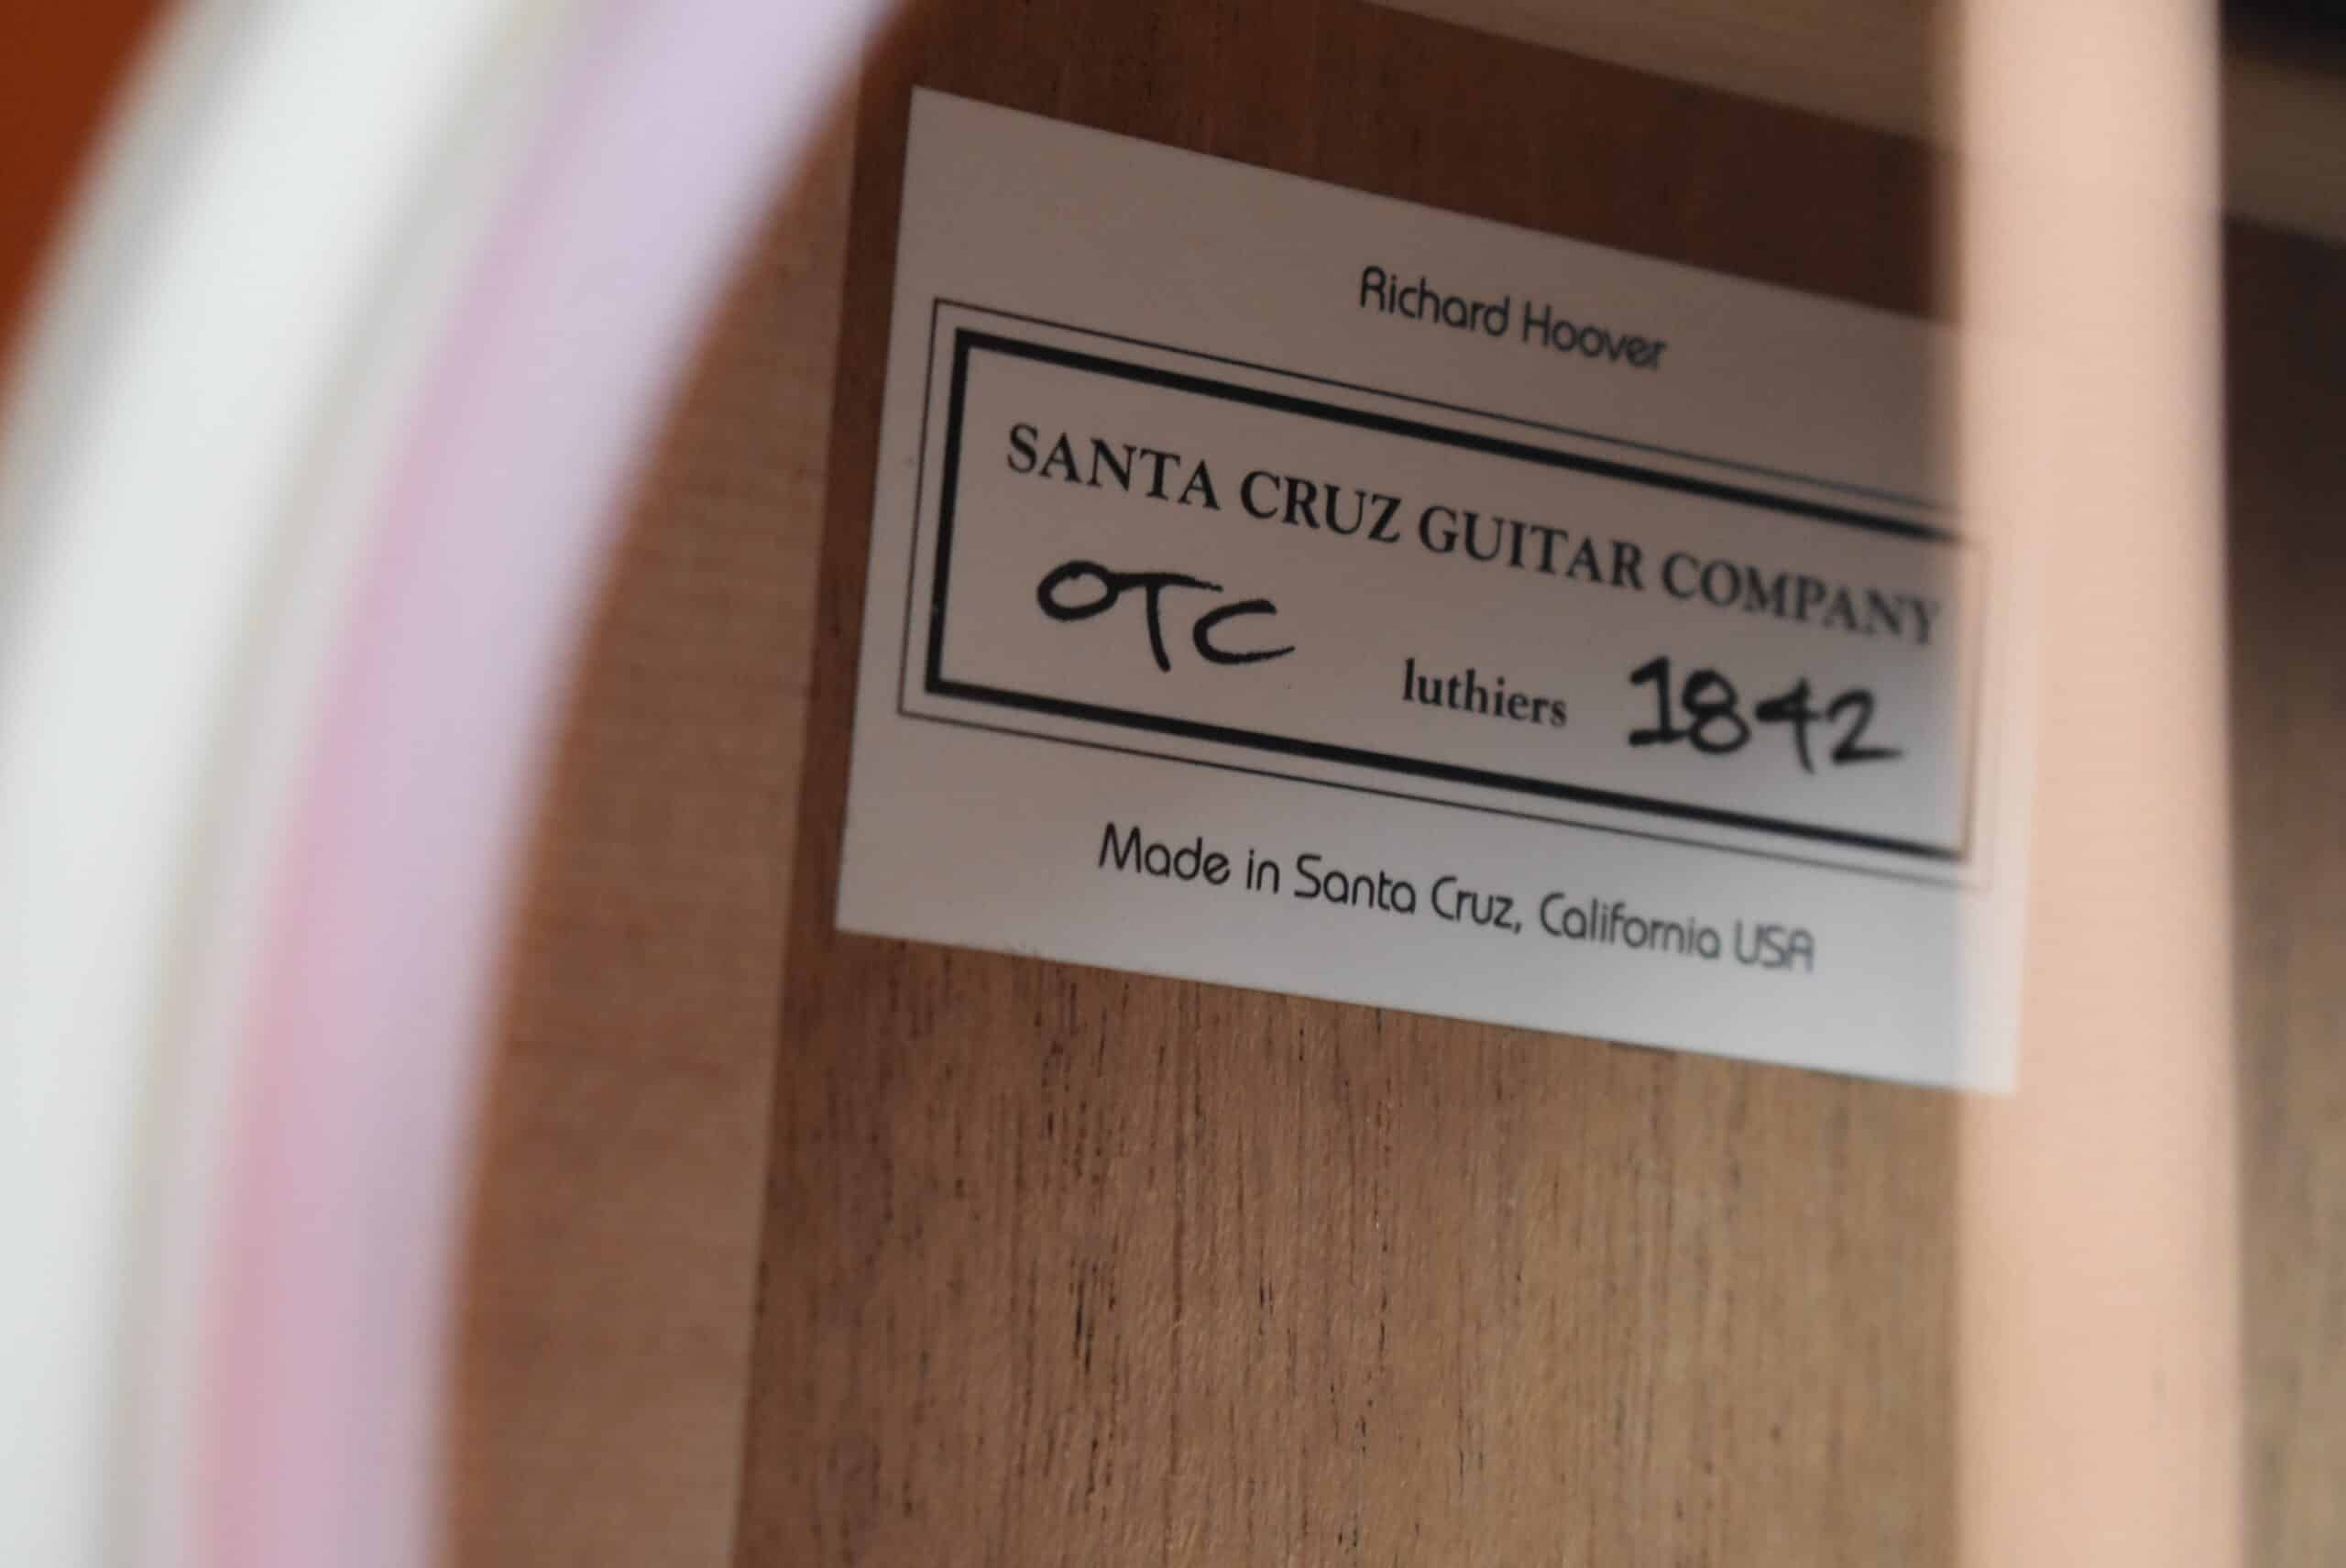 Richard Hoover
SANTA CRUZ GUITAR COMPANY
OTC luthiers 1842
Made in Santa Cruz, California USA